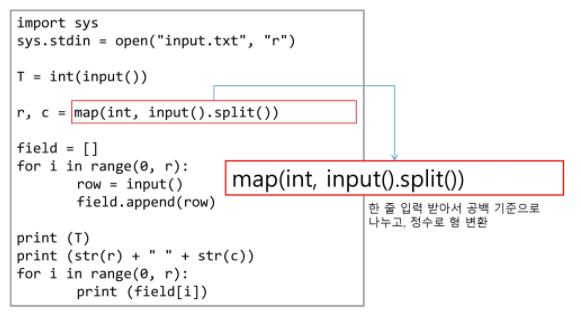 import sys
sys.stdin = open("input.txt", "r")
T = int(input())
r, c = map(int, input().split())
field = []
for i in range(0, r):
row = input()
field.append(row)
print (T)
print (str(r) + " " + str(c))
for i in range(0, r):
print (field[i])
map(int, input().split())
한 줄 입력 받아서 공백 기준으로
나누고, 정수로 형 변환